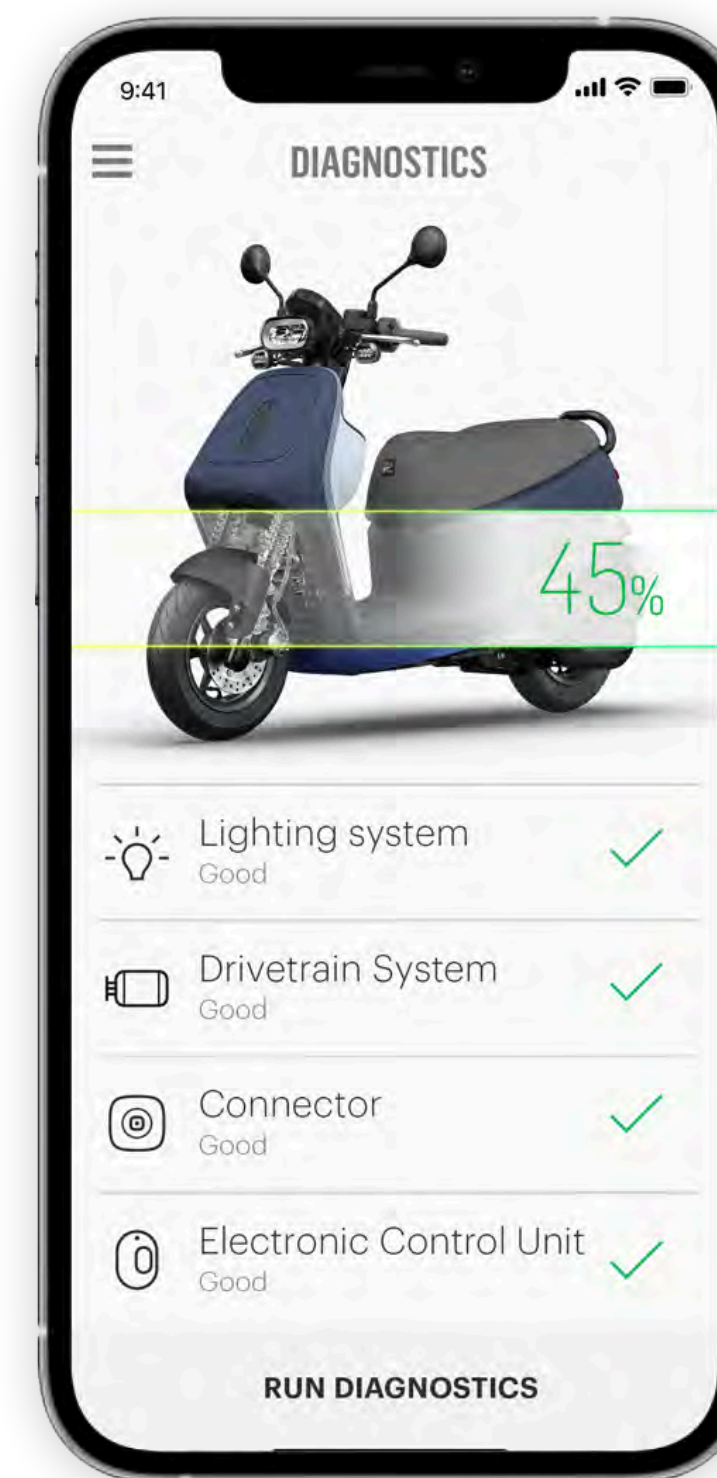 9:41
DIAGNOSTICS
45%
Lighting system
Good
Drivetrain System
Good
Connector
Good
Electronic Control Unit
Good
RUN DIAGNOSTICS